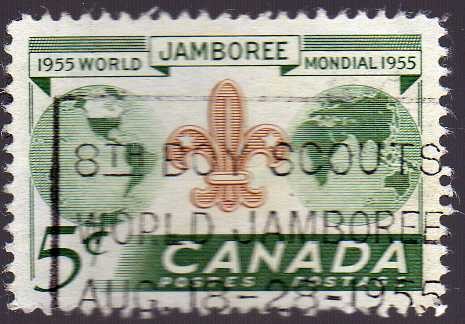 JAMBOREE
1955 WORLD MONDIAL 1955
8TH BOY SCOUTS
WORLD JAMBOREE
5¢ CANADA
POSTES POSTAGE
AUG. 18-28-1955